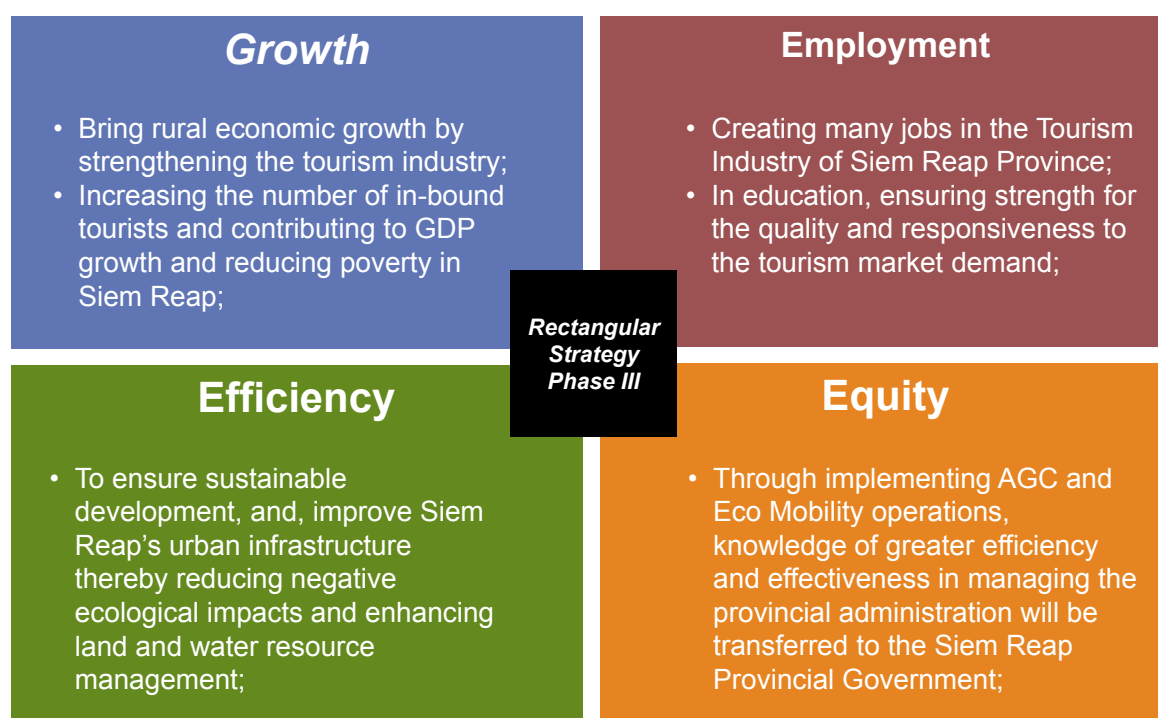 Growth
• Bring rural economic growth by
strengthening the tourism industry;
• Increasing the number of in-bound
tourists and contributing to GDP
growth and reducing poverty in
Siem Reap;
Employment
• Creating many jobs in the Tourism
Industry of Siem Reap Province;
• In education, ensuring strength for
the quality and responsiveness to
the tourism market demand;
Rectangular
Strategy
Phase III
Efficiency
• To ensure sustainable
development, and, improve Siem
Reap’s urban infrastructure
thereby reducing negative
ecological impacts and enhancing
land and water resource
management;
Equity
• Through implementing AGC and
Eco Mobility operations,
knowledge of greater efficiency
and effectiveness in managing the
provincial administration will be
transferred to the Siem Reap
Provincial Government;